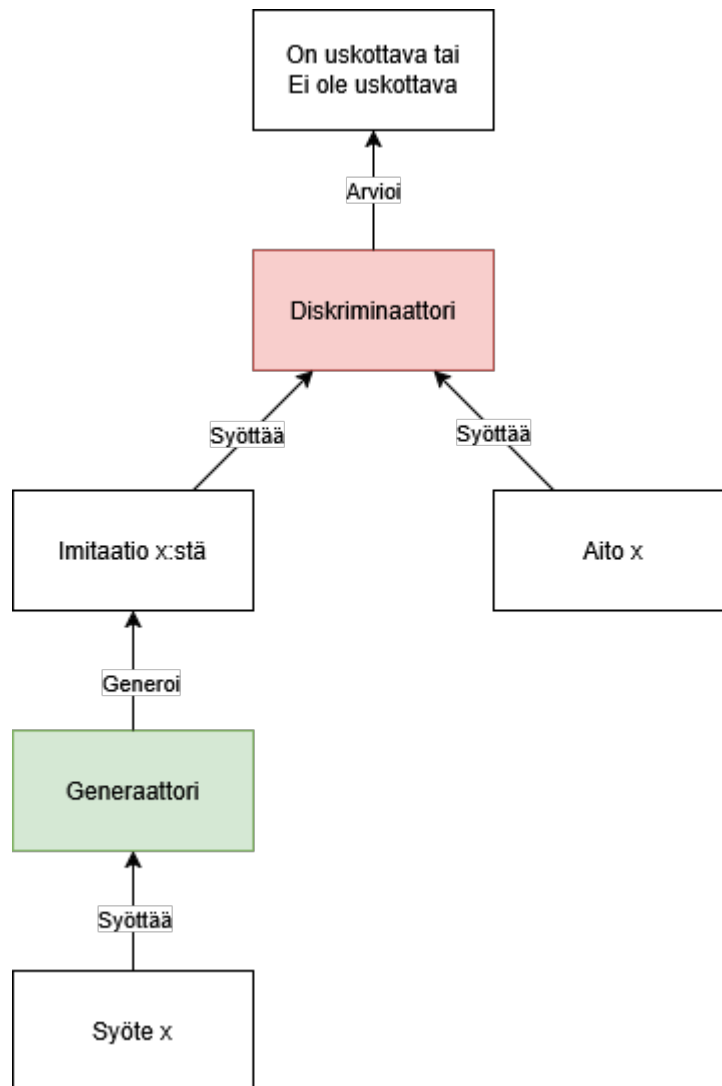 On uskottava tai
Ei ole uskottava
Arvioi
Diskriminaattori
Syöttää
Syöttää
Imitaatio x:stä
Aito x
Generoi
Generaattori
Syöttää
Syöte x